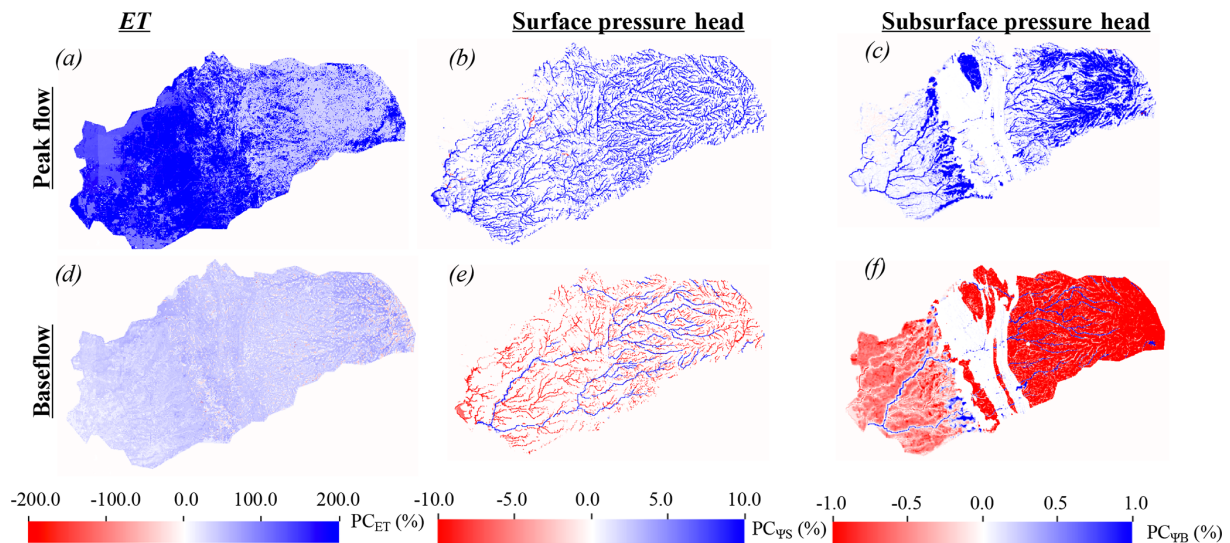 ET Surface pressure head Subsurface pressure head
Peak flow
(a) (b) (c)
Baseflow
(d) (e) (f)
-200.0 -100.0 0.0 100.0 200.0 PC_ET (%)
-10.0 -5.0 0.0 5.0 10.0 PC_ΨS (%)
-1.0 -0.5 0.0 0.5 1.0 PC_ΨB (%)